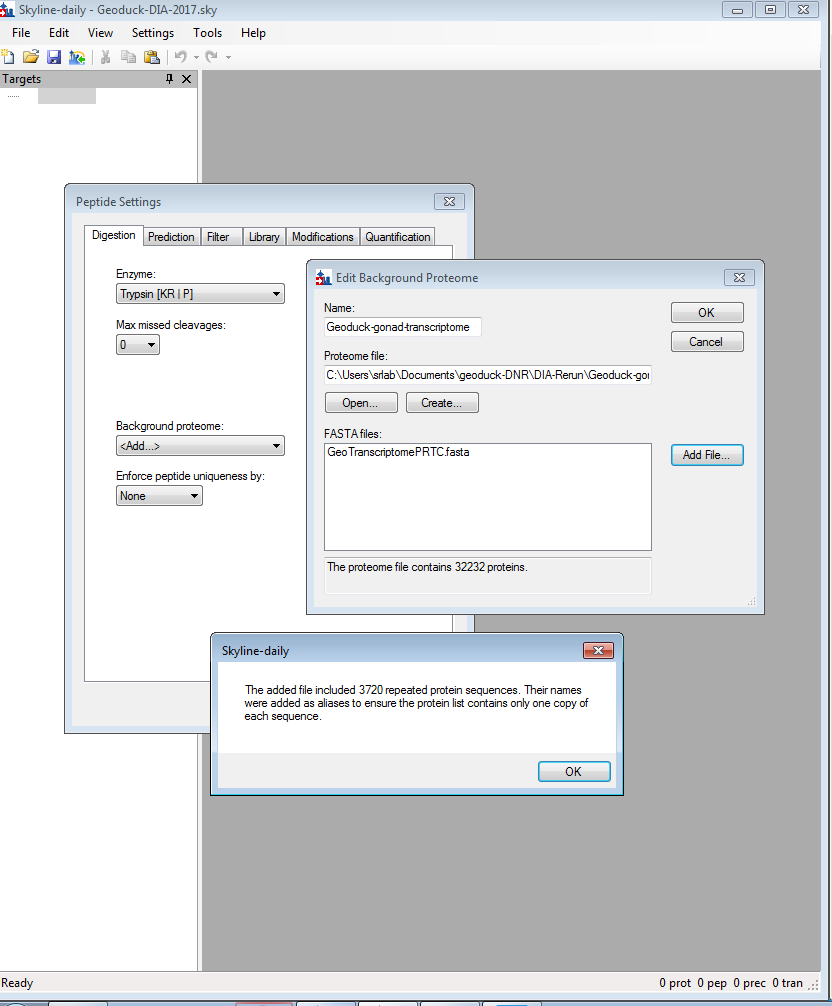 Skyline-daily - Geoduck-DIA-2017.sky
File Edit View Settings Tools Help
Targets
Peptide Settings
Digestion Prediction Filter Library Modifications Quantification
Enzyme:
Trypsin [KR | P]
Max missed cleavages:
0
Background proteome:
<Add...>
Enforce peptide uniqueness by:
None
Edit Background Proteome
Name:
Geoduck-gonad-transcriptome
OK
Cancel
Proteome file:
C:\Users\srlab\Documents\geoduck-DNR\DIA-Rerun\Geoduck-gor
Open... Create...
FASTA files:
GeoTranscriptomePRTC.fasta
Add File...
The proteome file contains 32232 proteins.
Skyline-daily
The added file included 3720 repeated protein sequences. Their names
were added as aliases to ensure the protein list contains only one copy of
each sequence.
OK
Ready
0 prot 0 pep 0 prec 0 tran